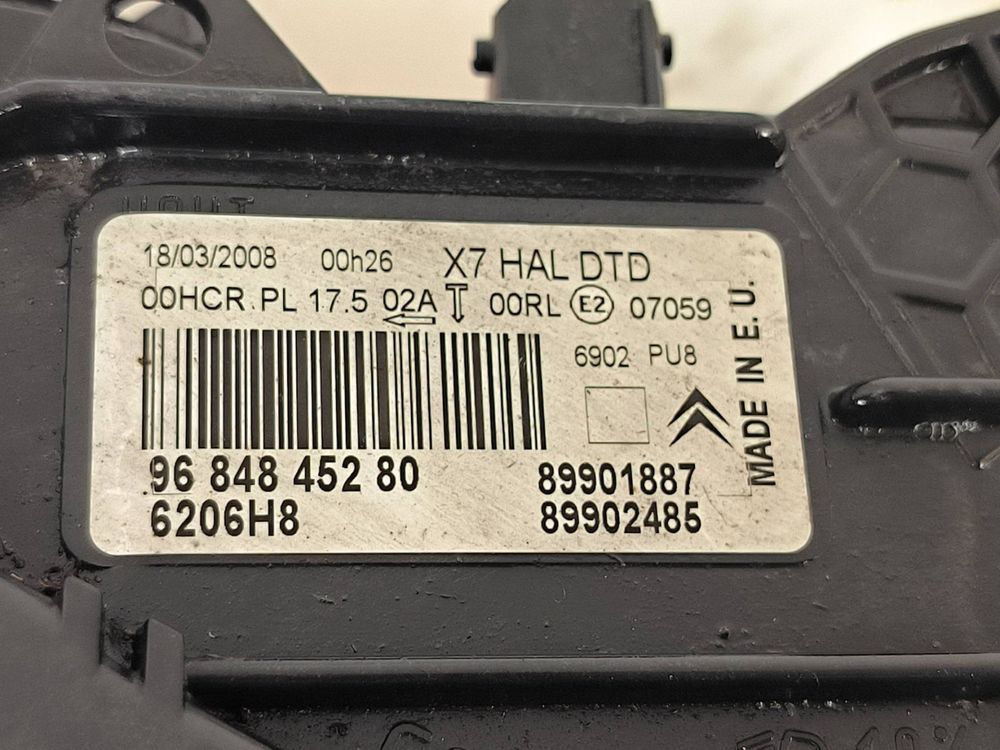 18/03/2008 00h26 X7 HAL DTD
00HCR PL 17.5 02A T 00RL E2 07059
6902 PU8
96 848 452 80 89901887
6206H8 89902485
MADE IN E.U.